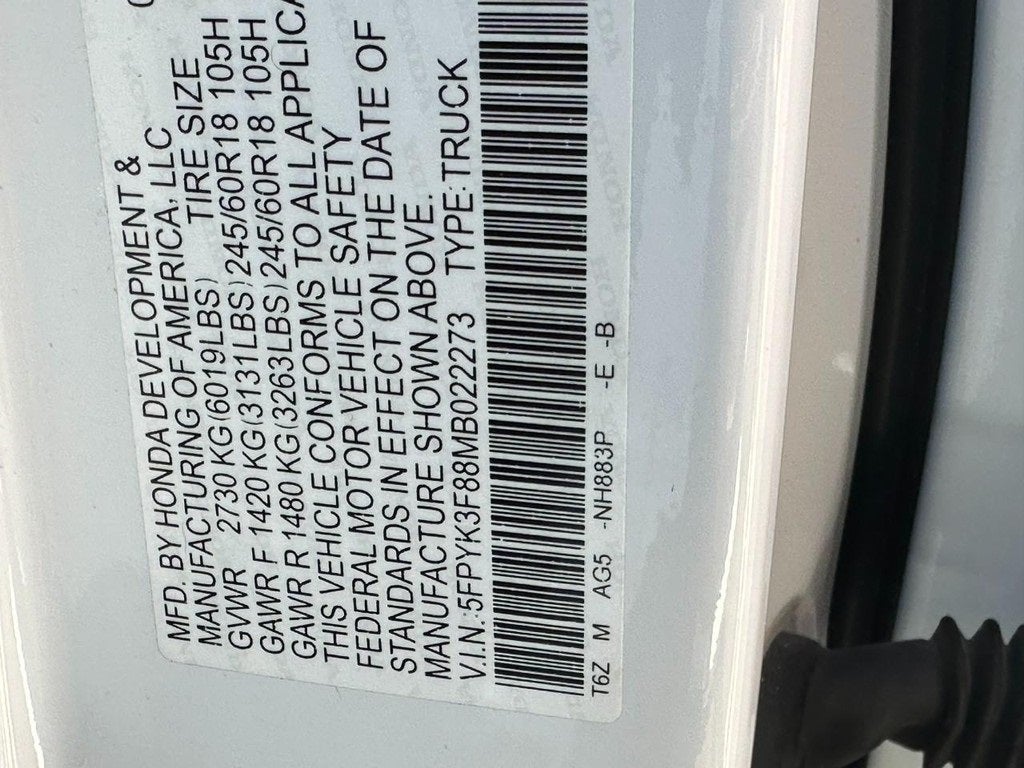 MFD. BY HONDA DEVELOPMENT &
MANUFACTURING OF AMERICA, LLC
GVWR 2730 KG(6019LBS) TIRE SIZE
GAWR F 1420 KG(3131LBS) 245/60R18 105H
GAWR R 1480 KG(3263LBS) 245/60R18 105H
THIS VEHICLE CONFORMS TO ALL APPLICA
FEDERAL MOTOR VEHICLE SAFETY
STANDARDS IN EFFECT ON THE DATE OF
MANUFACTURE SHOWN ABOVE.
V.I.N.:5FPYK3F88MB022273 TYPE:TRUCK
T6Z M AG5 -NH883P -E -B